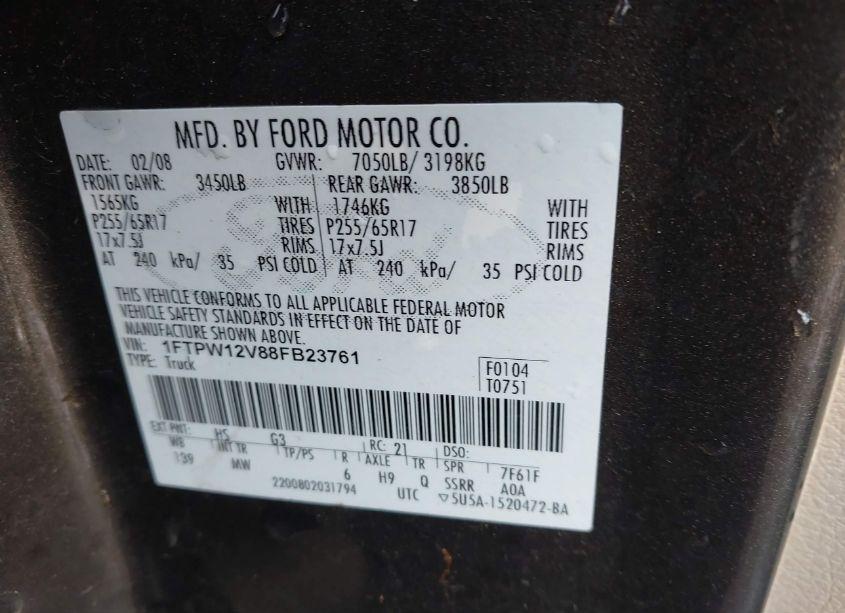 MFD. BY FORD MOTOR CO.
DATE: 02/08 GVWR: 7050LB/ 3198KG
FRONT GAWR: 3450LB REAR GAWR: 3850LB
1565KG WITH 1746KG WITH
P255/65R17 TIRES P255/65R17 TIRES
17x7.5J RIMS 17x7.5J RIMS
AT 240 kPa/ 35 PSI COLD AT 240 kPa/ 35 PSI COLD
THIS VEHICLE CONFORMS TO ALL APPLICABLE FEDERAL MOTOR
VEHICLE SAFETY STANDARDS IN EFFECT ON THE DATE OF
MANUFACTURE SHOWN ABOVE.
VIN: 1FTPW12V88FB23761
TYPE: Truck
F0104
T0751
EXT PNT: HS G3 RC: 21 DSO:
WB INT TR TP/PS R AXLE TR SPR 7F61F
139 MW 6 H9 Q SSRR AOA
2200802031794 UTC ▽5U5A-1520472-BA